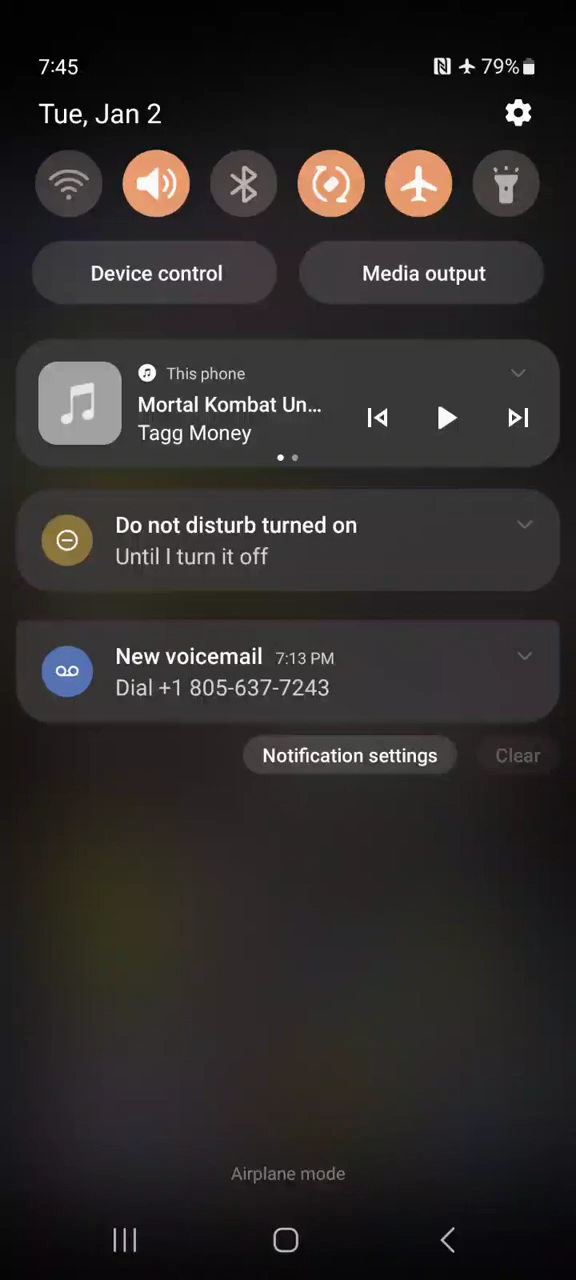 7:45
79%
Tue, Jan 2
Device control
Media output
This phone
Mortal Kombat Un...
Tagg Money
Do not disturb turned on
Until I turn it off
New voicemail 7:13 PM
Dial +1 805-637-7243
Notification settings
Clear
Airplane mode